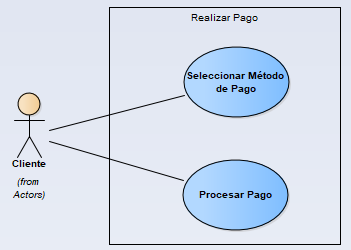 Realizar Pago
Seleccionar Método
de Pago
Cliente
(from
Actors)
Procesar Pago